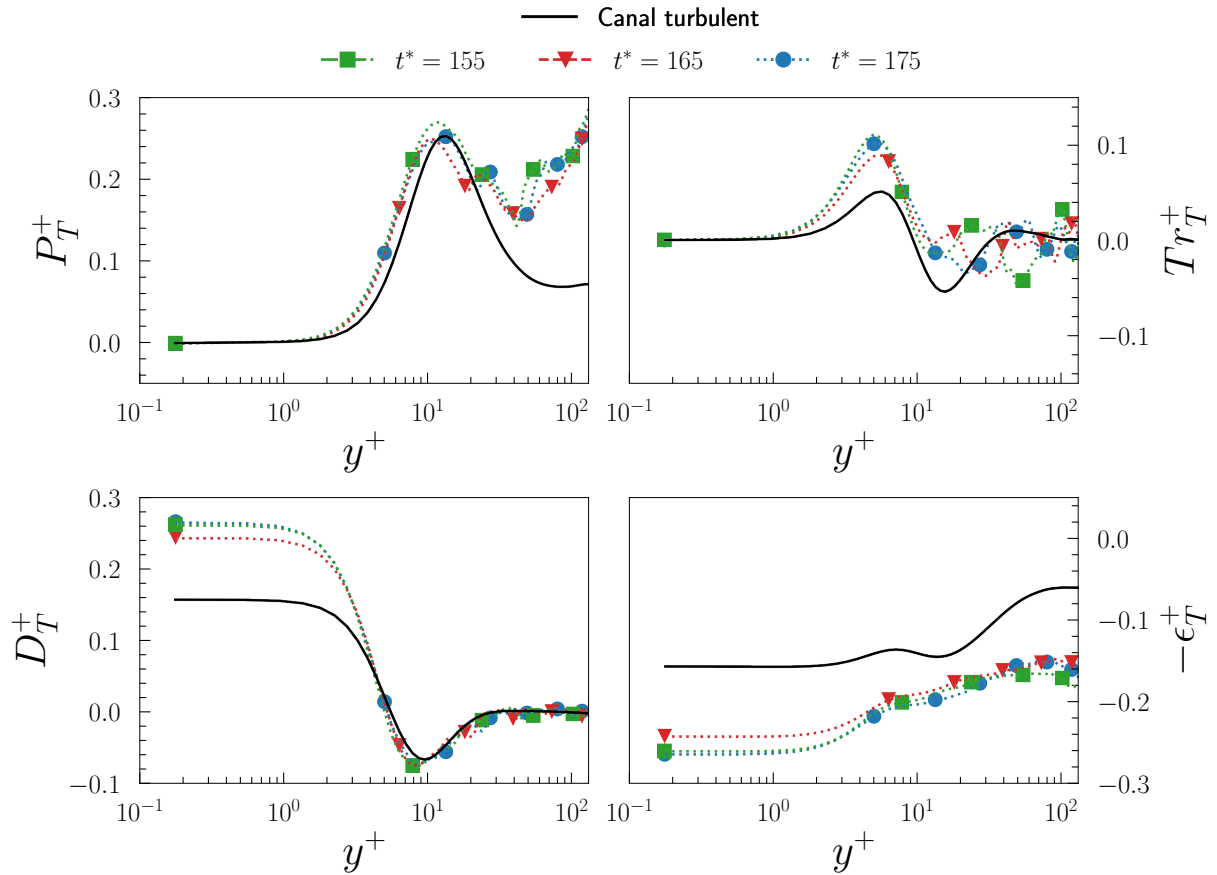 Canal turbulent
t* = 155 t* = 165 t* = 175
0.3
0.2
0.1
0.0
P_T^+
10^−1 10^0 10^1 10^2
y^+
0.1
0.0
−0.1
Tr_T^+
10^−1 10^0 10^1 10^2
y^+
0.3
0.2
0.1
0.0
−0.1
D_T^+
10^−1 10^0 10^1 10^2
y^+
0.0
−0.1
−0.2
−0.3
−ϵ_T^+
10^−1 10^0 10^1 10^2
y^+